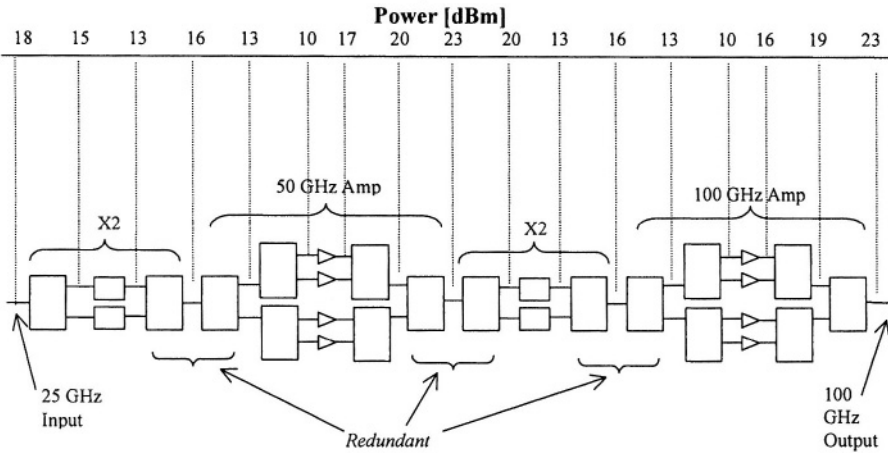 Power [dBm]
18 15 13 16 13 10 17 20 23 20 13 16 13 10 16 19 23
50 GHz Amp
100 GHz Amp
X2
X2
25 GHz
Input
Redundant
100
GHz
Output